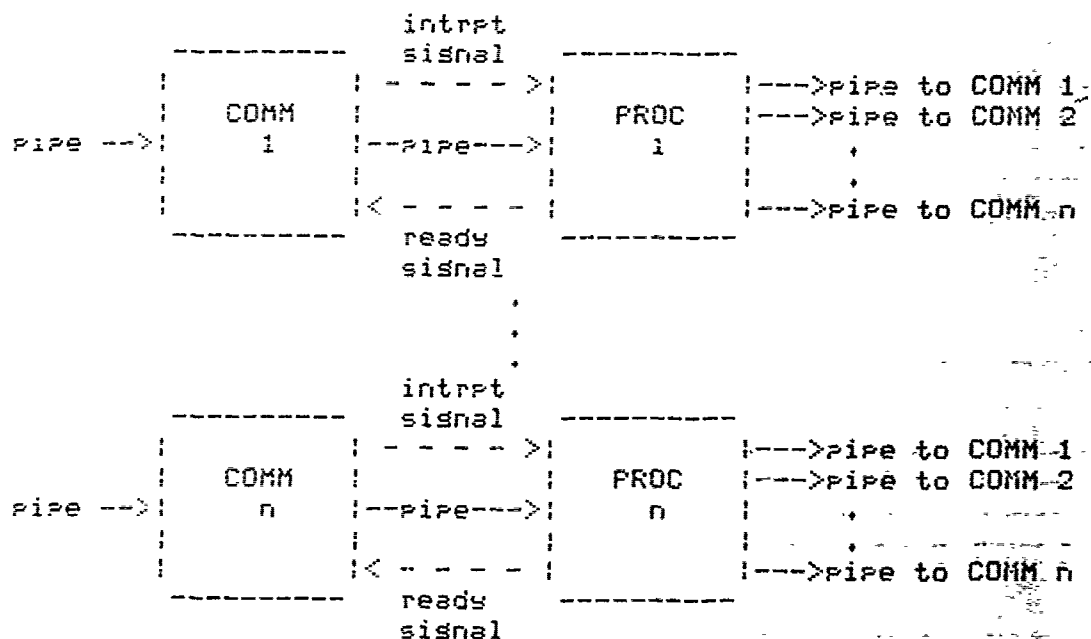 intrpt
signal
--------- ---------
| | - - - - ->| |--->pipe to COMM 1
| COMM | | PROC |--->pipe to COMM 2
pipe -->| 1 |--pipe--->| 1 | .
| | | | .
| |< - - - - -| |--->pipe to COMM n
--------- ready ---------
signal
.
.
.
intrpt
--------- signal ---------
| | - - - - ->| |--->pipe to COMM 1
| COMM | | PROC |--->pipe to COMM 2
pipe -->| n |--pipe--->| n | .
| | | | .
| |< - - - - -| |--->pipe to COMM n
--------- ready ---------
signal